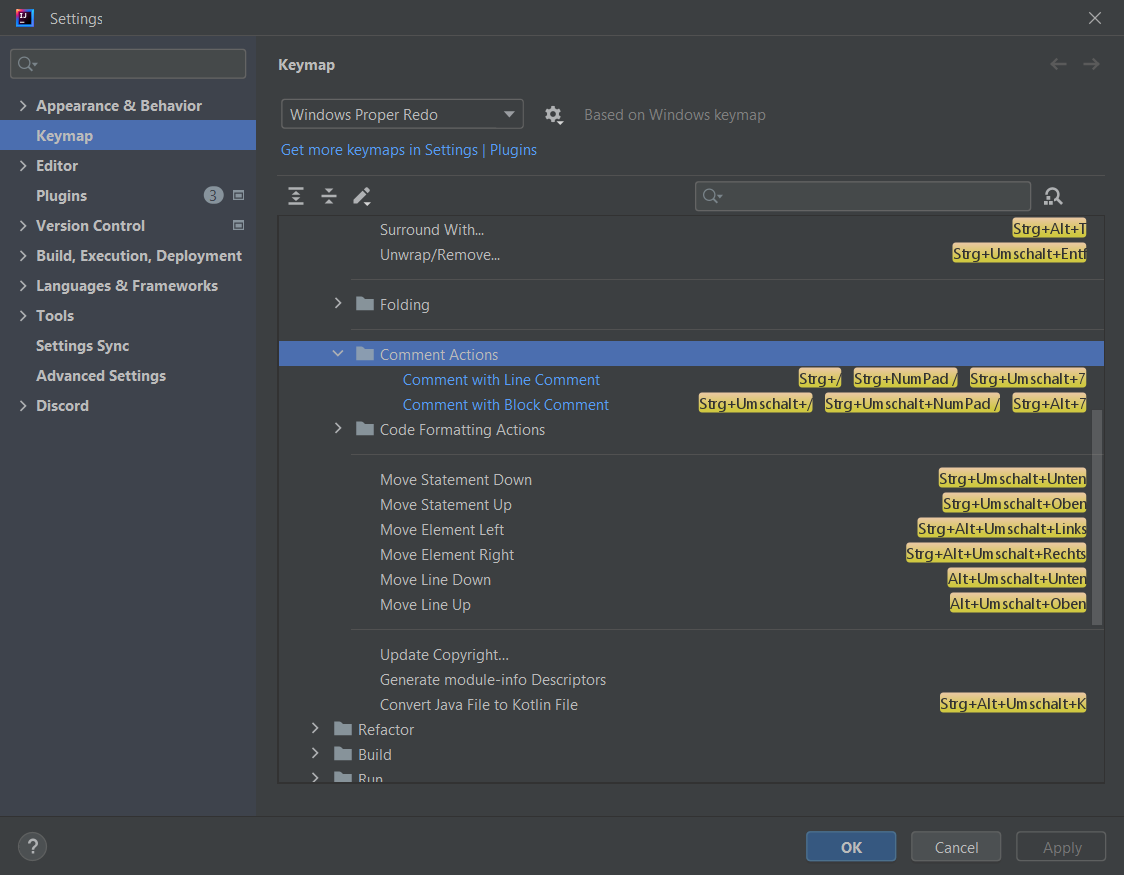 Settings
Appearance & Behavior
Keymap
Editor
Plugins 3
Version Control
Build, Execution, Deployment
Languages & Frameworks
Tools
Settings Sync
Advanced Settings
Discord
Keymap
Windows Proper Redo Based on Windows keymap
Get more keymaps in Settings | Plugins
Surround With... Strg+Alt+T
Unwrap/Remove... Strg+Umschalt+Entf
Folding
Comment Actions
Comment with Line Comment Strg+/ Strg+NumPad / Strg+Umschalt+7
Comment with Block Comment Strg+Umschalt+/ Strg+Umschalt+NumPad / Strg+Alt+7
Code Formatting Actions
Move Statement Down Strg+Umschalt+Unten
Move Statement Up Strg+Umschalt+Oben
Move Element Left Strg+Alt+Umschalt+Links
Move Element Right Strg+Alt+Umschalt+Rechts
Move Line Down Alt+Umschalt+Unten
Move Line Up Alt+Umschalt+Oben
Update Copyright...
Generate module-info Descriptors
Convert Java File to Kotlin File Strg+Alt+Umschalt+K
Refactor
Build
Run
? OK Cancel Apply